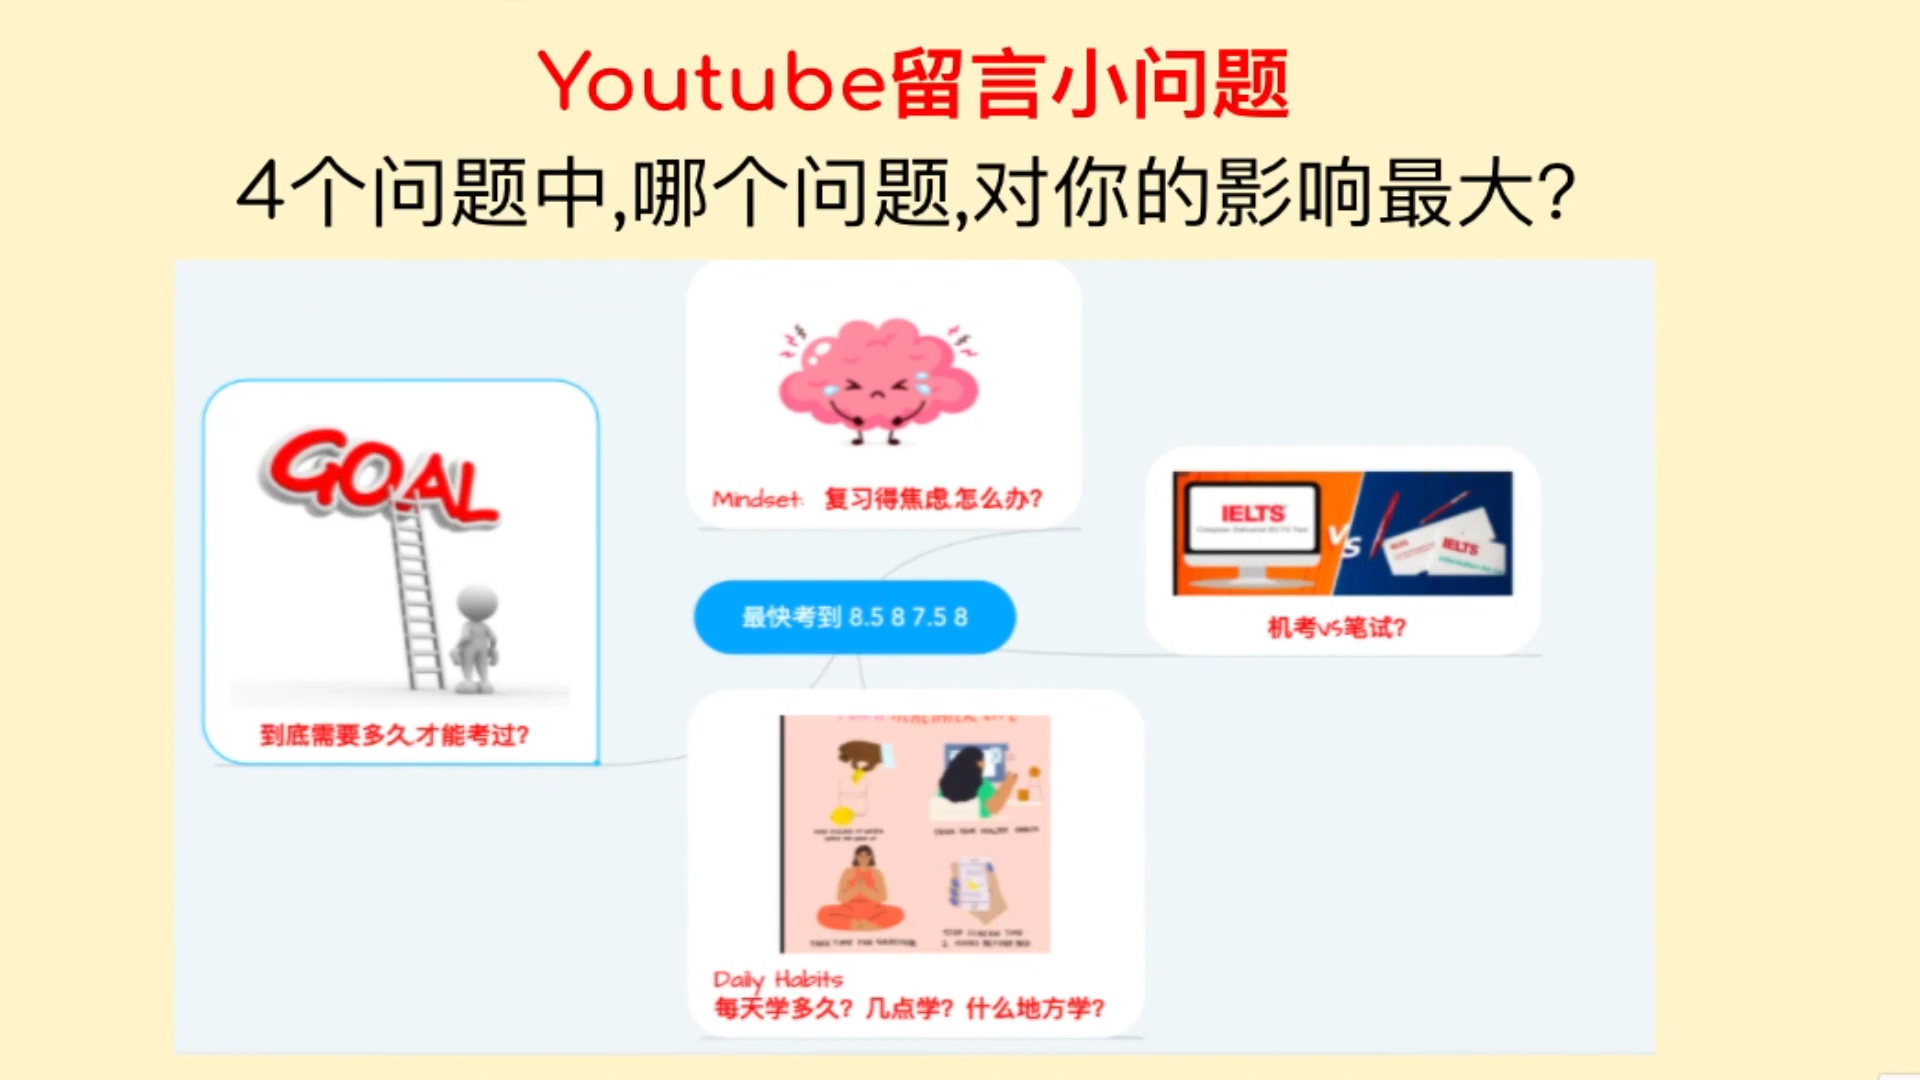 Youtube留言小问题
4个问题中,哪个问题,对你的影响最大?
GOAL
到底需要多久,才能考过?
Mindset: 复习得焦虑,怎么办?
IELTS
VS
IELTS
机考vs笔试?
最快考到 8.5 8 7.5 8
Daily Habits
每天学多久? 几点学? 什么地方学?